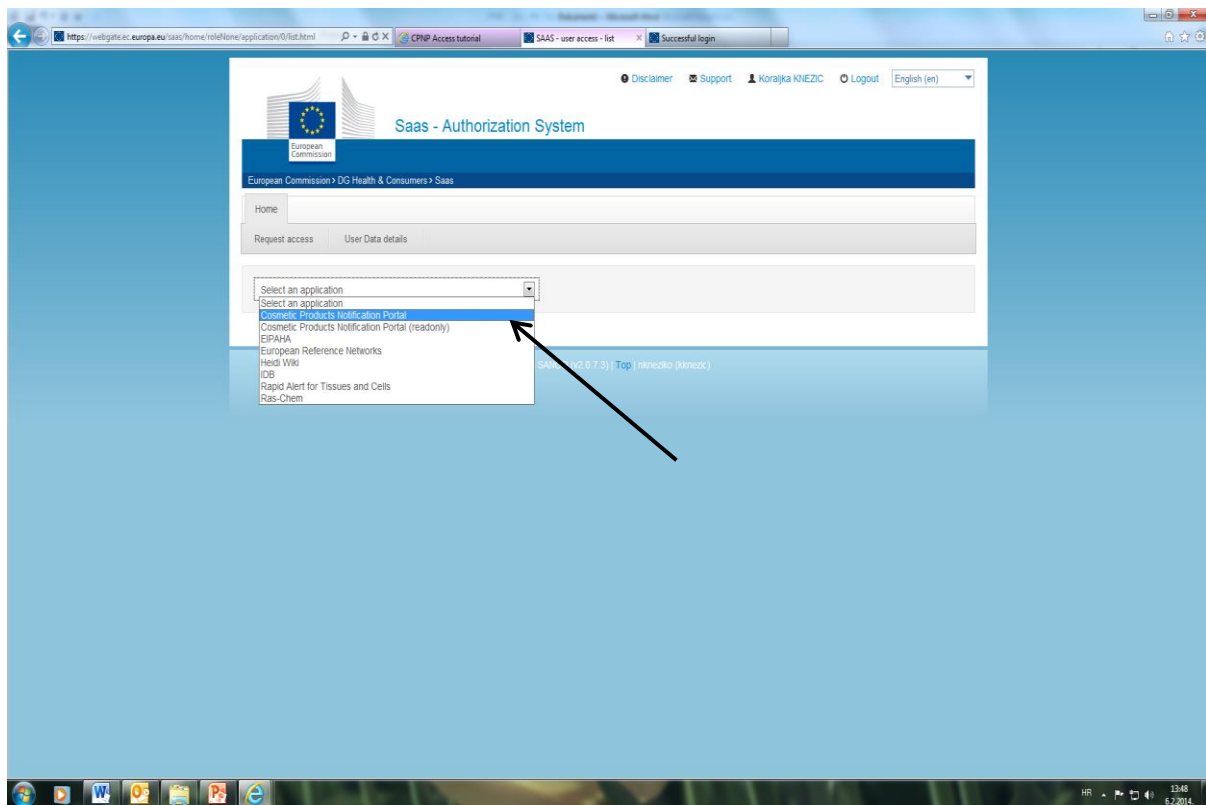 https://webgate.ec.europa.eu/saas/home/roleNone/application/0/list.html
CPNP Access tutorial
SAAS - user access - list
Successful login
Disclaimer
Support
Koraljka KNEZIC
Logout
English (en)
European
Commission
Saas - Authorization System
European Commission > DG Health & Consumers > Saas
Home
Request access
User Data details
Select an application
Select an application
Cosmetic Products Notification Portal
Cosmetic Products Notification Portal (readonly)
EIPAHA
European Reference Networks
Heidi Wiki
IDB
Rapid Alert for Tissues and Cells
Ras-Chem
(v2.0.7.3) | Top |
HR
13:48
6.2.2014.